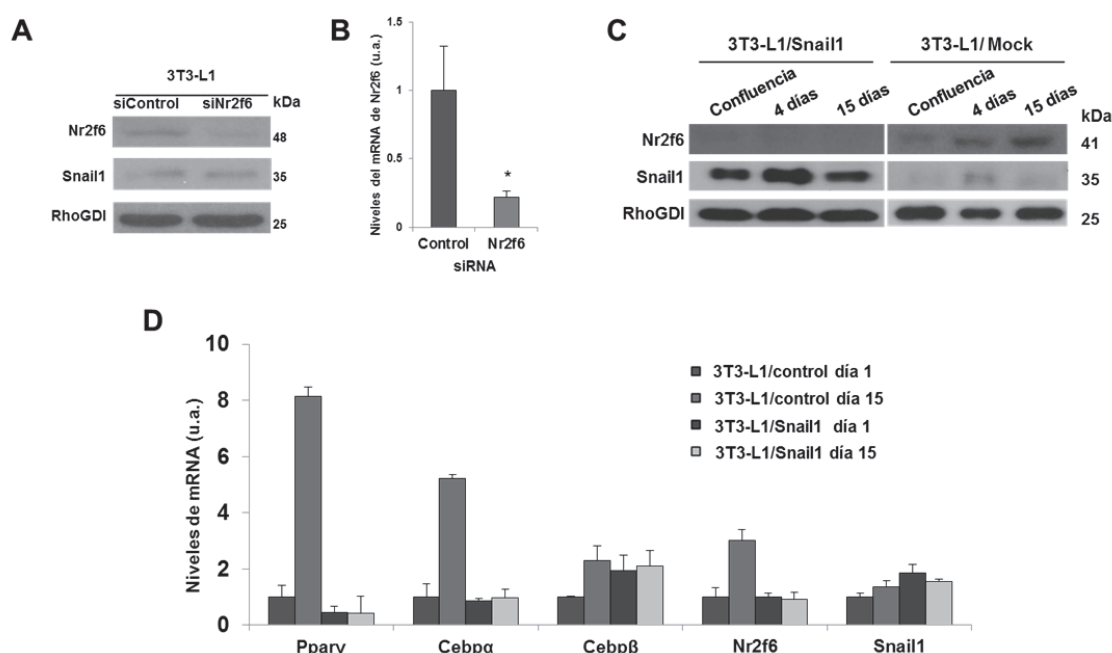 A
3T3-L1
siControl siNr2f6 kDa
Nr2f6 48
Snail1 35
RhoGDI 25
B
Niveles del mRNA de Nr2f6 (u.a.)
1.5
1
0.5
0
*
Control Nr2f6
siRNA
C
3T3-L1/Snail1 3T3-L1/Mock
Confluencia 4 días 15 días Confluencia 4 días 15 días kDa
Nr2f6 41
Snail1 35
RhoGDI 25
D
Niveles de mRNA (u.a.)
10
8
6
4
2
0
3T3-L1/control día 1
3T3-L1/control día 15
3T3-L1/Snail1 día 1
3T3-L1/Snail1 día 15
Pparγ Cebpα Cebpβ Nr2f6 Snail1